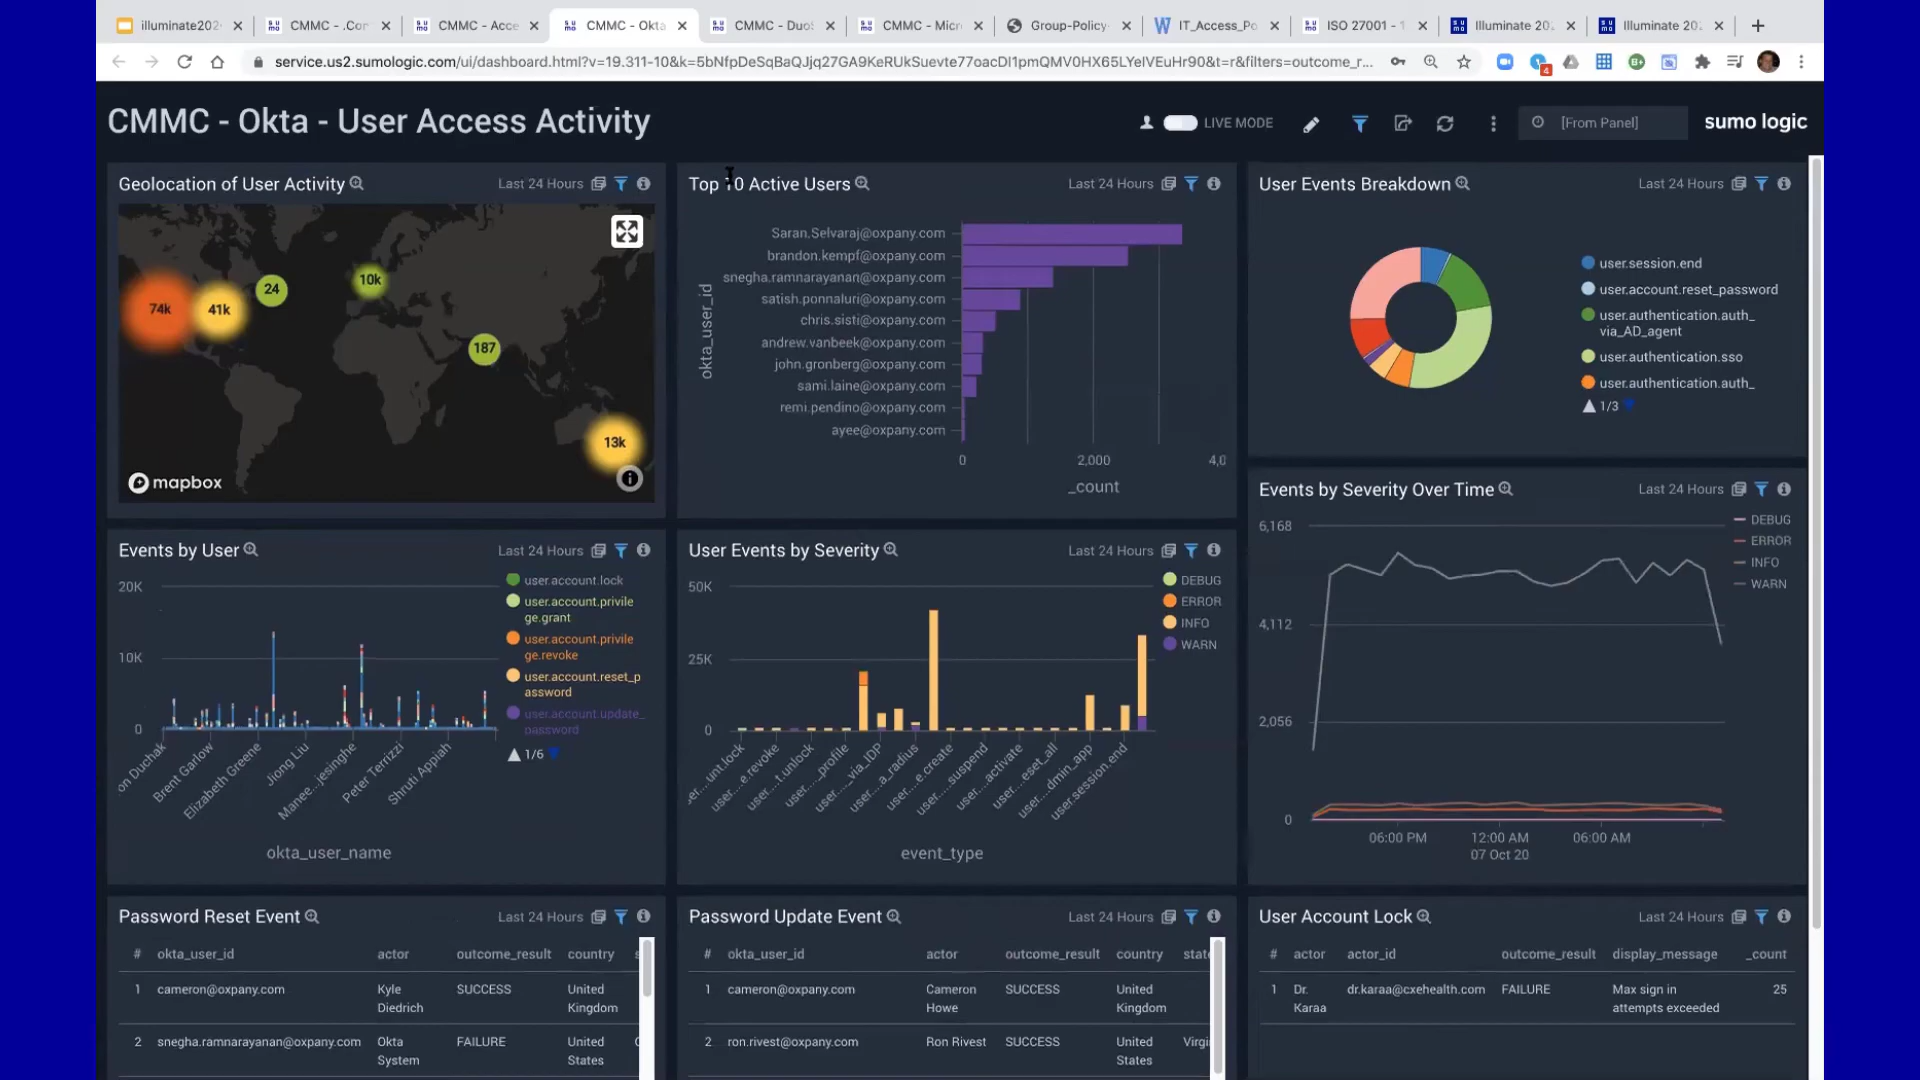 illuminate202
CMMC - .Con
CMMC - Acce
CMMC - Okta
CMMC - Duo
CMMC - Micr
Group-Policy-
IT_Access_Po
ISO 27001 - 1
Illuminate 202
Illuminate 202
service.us2.sumologic.com/ui/dashboard.html?v=19.311-10&k=5bNfpDeSqBaQJjq27GA9KeRUkSuevte77oacDl1pmQMV0HX65LYelVEuHr90&t=r&filters=outcome_r...
4
CMMC - Okta - User Access Activity
LIVE MODE
[From Panel]
sumo logic
Geolocation of User Activity
Last 24 Hours
74k
41k
24
10k
187
13k
mapbox
Top 10 Active Users
Last 24 Hours
okta_user_id
Saran.Selvaraj@oxpany.com
brandon.kempf@oxpany.com
snegha.ramnarayanan@oxpany.com
satish.ponnaluri@oxpany.com
chris.sisti@oxpany.com
andrew.vanbeek@oxpany.com
john.gronberg@oxpany.com
sami.laine@oxpany.com
remi.pendino@oxpany.com
ayee@oxpany.com
0 2,000 4,0
_count
User Events Breakdown
Last 24 Hours
user.session.end
user.account.reset_password
user.authentication.auth_
via_AD_agent
user.authentication.sso
user.authentication.auth_
1/3
Events by Severity Over Time
Last 24 Hours
6,168
4,112
2,056
0
06:00 PM 12:00 AM 06:00 AM
07 Oct 20
DEBUG
ERROR
INFO
WARN
Events by User
Last 24 Hours
20K
10K
0
on Duchak
Brent Garlow
Elizabeth Greene
Jiong Liu
Manee...jesinghe
Peter Terrizzi
Shruti Appiah
okta_user_name
user.account.lock
user.account.privile
ge.grant
user.account.privile
ge.revoke
user.account.reset_p
assword
user.account.update_
password
1/6
User Events by Severity
Last 24 Hours
50K
25K
0
ser...unt.lock
user...e.revoke
user...t.unlock
user...._profile
user...._via_IDP
user...a_radius
user...e.create
user....suspend
user...activate
user...eset_all
user...dmin_app
user.session.end
event_type
DEBUG
ERROR
INFO
WARN
Password Reset Event
Last 24 Hours
# okta_user_id actor outcome_result country s
1 cameron@oxpany.com Kyle SUCCESS United
Diedrich Kingdom
2 snegha.ramnarayanan@oxpany.com Okta FAILURE United
System States
Password Update Event
Last 24 Hours
# okta_user_id actor outcome_result country state
1 cameron@oxpany.com Cameron SUCCESS United
Howe Kingdom
2 ron.rivest@oxpany.com Ron Rivest SUCCESS United Virgi
States
User Account Lock
Last 24 Hours
# actor actor_id outcome_result display_message _count
1 Dr. dr.karaa@cxehealth.com FAILURE Max sign in 25
Karaa attempts exceeded